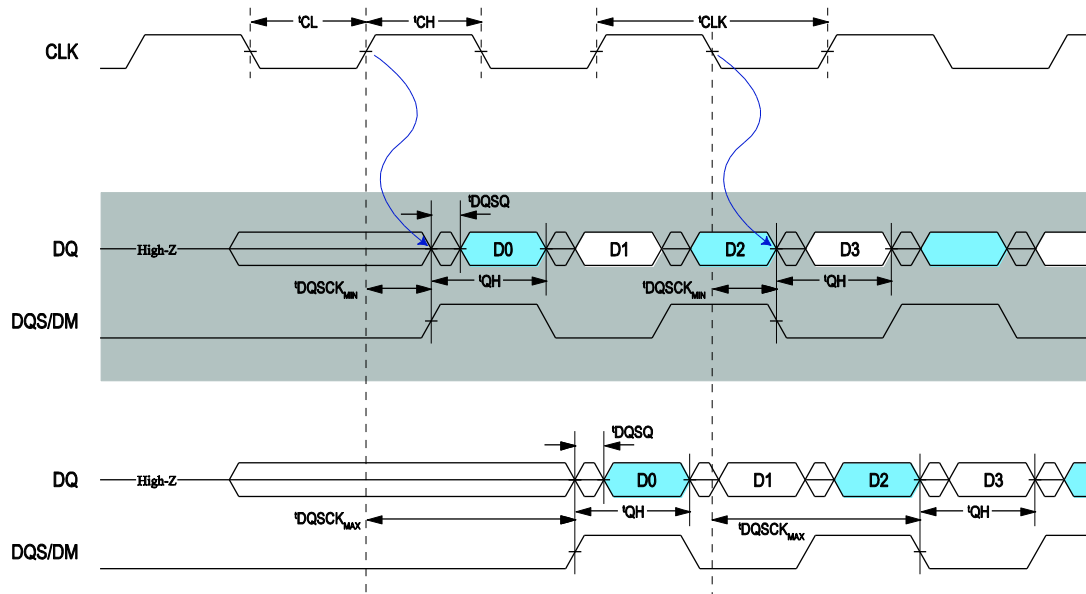 tCL tCH tCLK
CLK
tDQSQ
DQ High-Z D0 D1 D2 D3
tDQSCKMIN tQH tDQSCKMIN tQH
DQS/DM
tDQSQ
DQ High-Z D0 D1 D2 D3
tDQSCKMAX tQH tDQSCKMAX tQH
DQS/DM